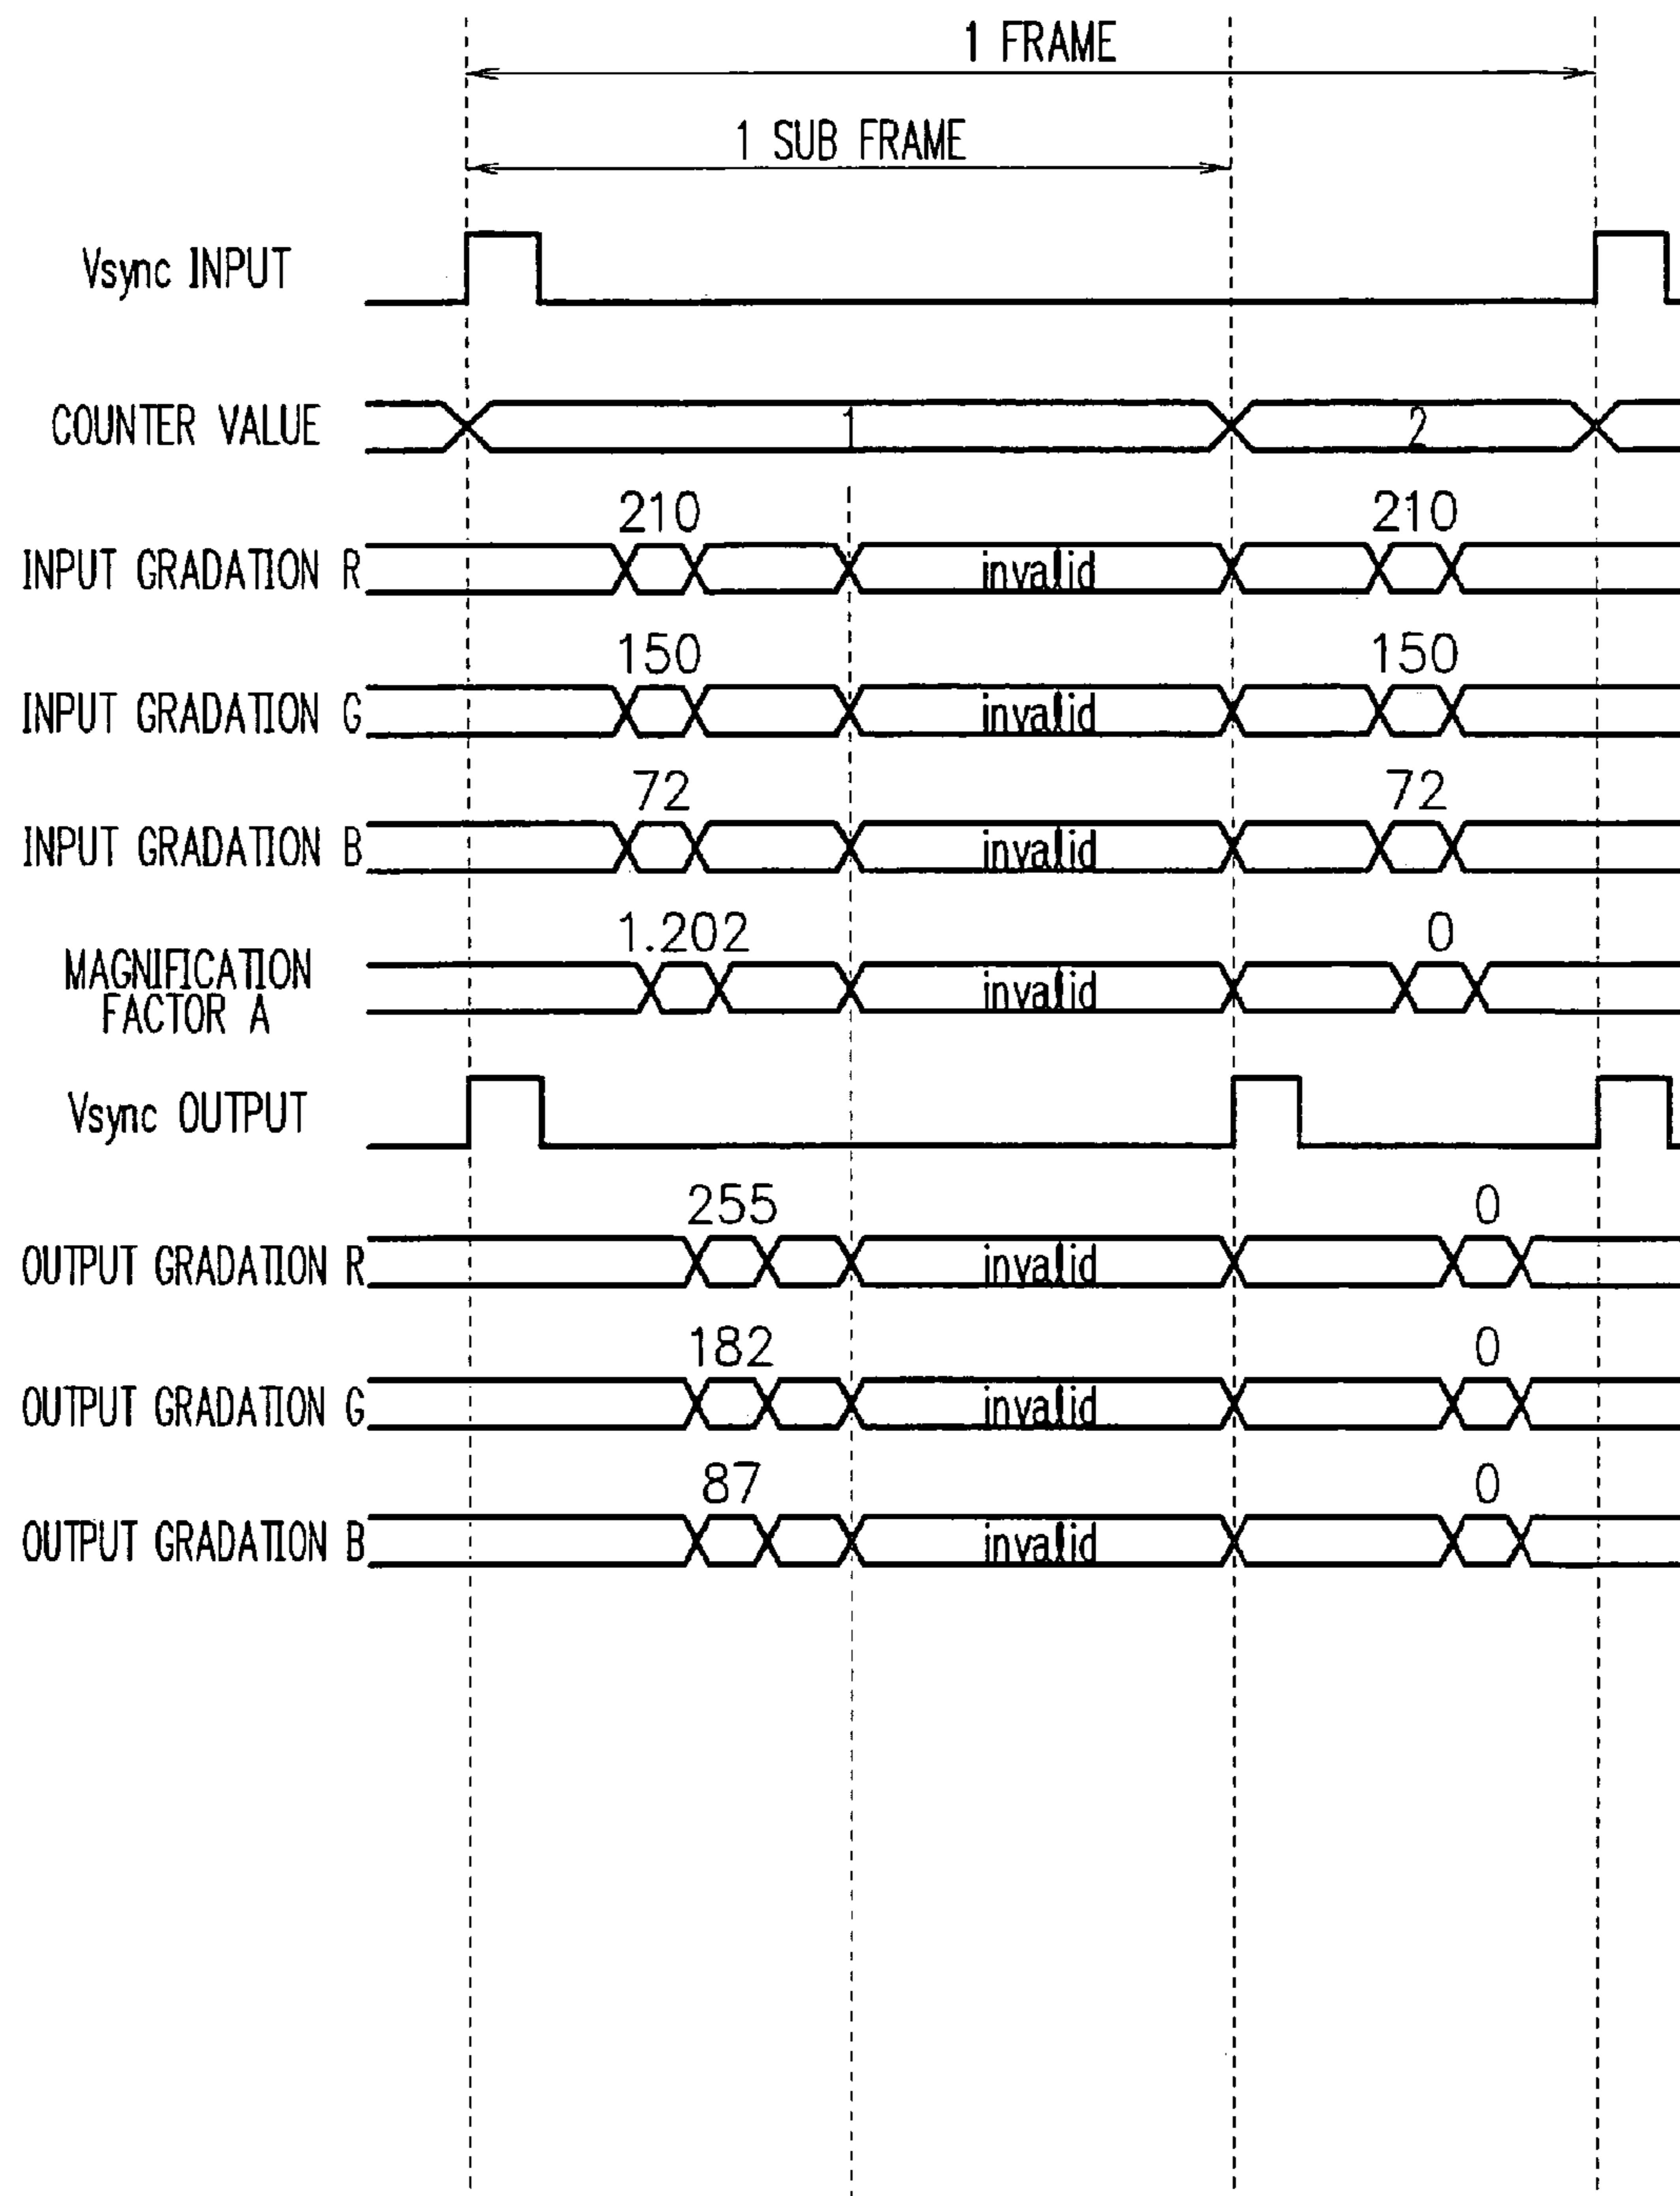 1 FRAME
1 SUB FRAME
Vsync INPUT
COUNTER VALUE 1 2
210 210
INPUT GRADATION R invalid
150 150
INPUT GRADATION G invalid
72 72
INPUT GRADATION B invalid
1.202 0
MAGNIFICATION
FACTOR A
invalid
Vsync OUTPUT
255 0
OUTPUT GRADATION R invalid
182 0
OUTPUT GRADATION G invalid
87 0
OUTPUT GRADATION B invalid